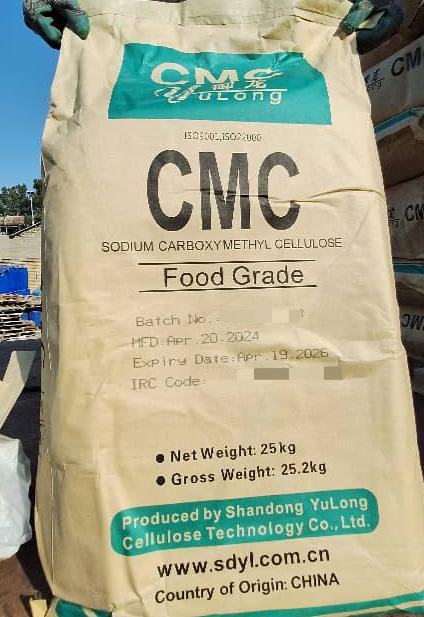 CMC
YuLong
ISO9001,ISO22000
CMC
SODIUM CARBOXYMETHYL CELLULOSE
Food Grade
Batch No.:
MFD:Apr.20.2024
Expiry Date:Apr.19.2026
IRC Code:
● Net Weight: 25kg
● Gross Weight: 25.2kg
Produced by Shandong YuLong
Cellulose Technology Co., Ltd.
www.sdyl.com.cn
Country of Origin: CHINA
CM